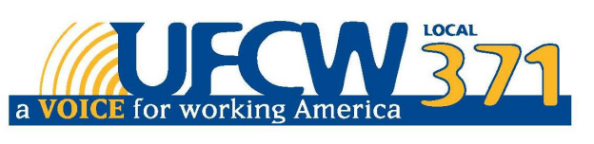 UFCW LOCAL 371
a VOICE for working America